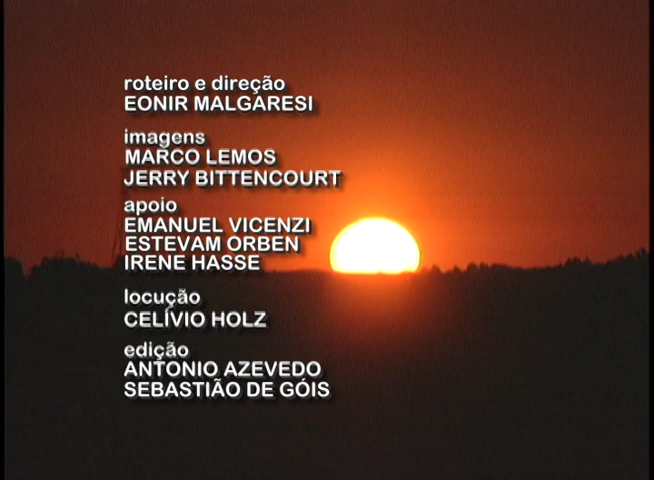 roteiro e direção
EONIR MALGARESI
imagens
MARCO LEMOS
JERRY BITTENCOURT
apoio
EMANUEL VICENZI
ESTEVAM ORBEN
IRENE HASSE
locução
CELÍVIO HOLZ
edição
ANTONIO AZEVEDO
SEBASTIÃO DE GÓIS